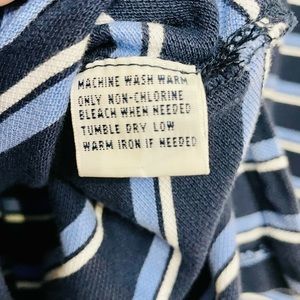 MACHINE WASH WARM
ONLY NON-CHLORINE
BLEACH WHEN NEEDED
TUMBLE DRY LOW
WARM IRON IF NEEDED